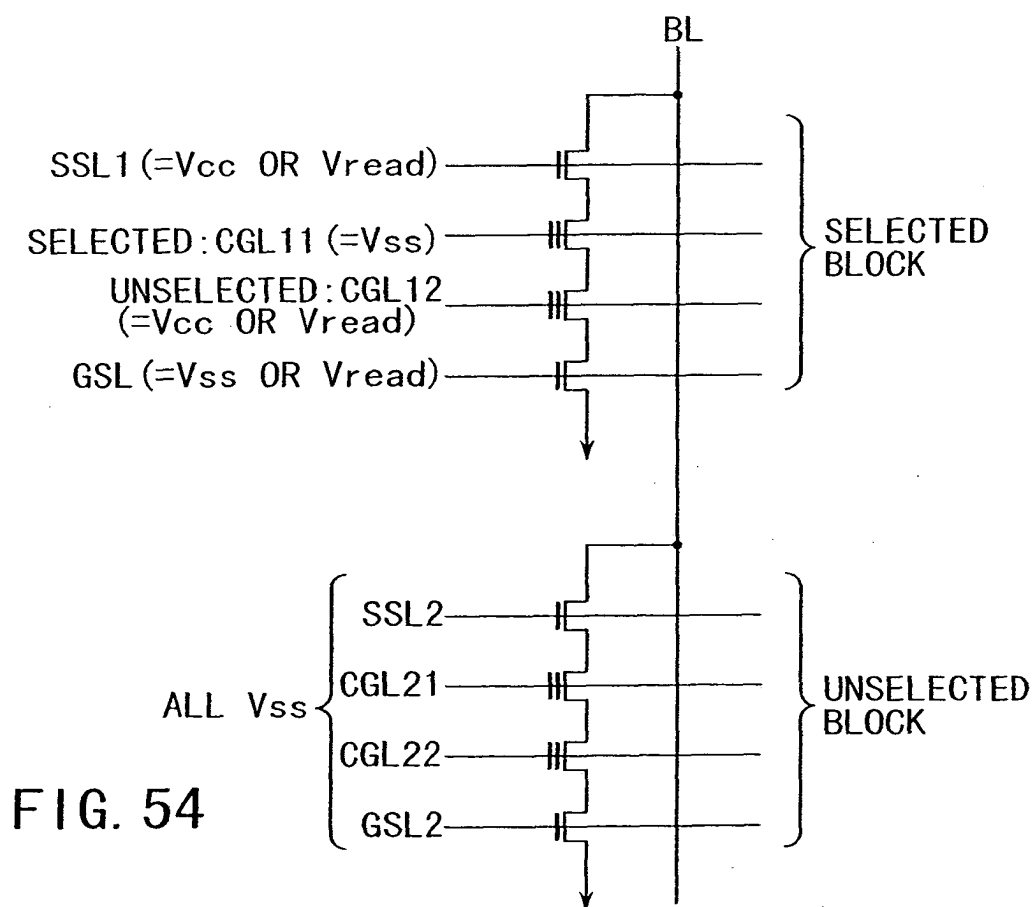 BL
SSL1(=Vcc OR Vread)
SELECTED:CGL11(=Vss)
UNSELECTED:CGL12
(=Vcc OR Vread)
GSL(=Vss OR Vread)
SELECTED
BLOCK
SSL2
CGL21
ALL Vss
CGL22
GSL2
UNSELECTED
BLOCK
FIG. 54